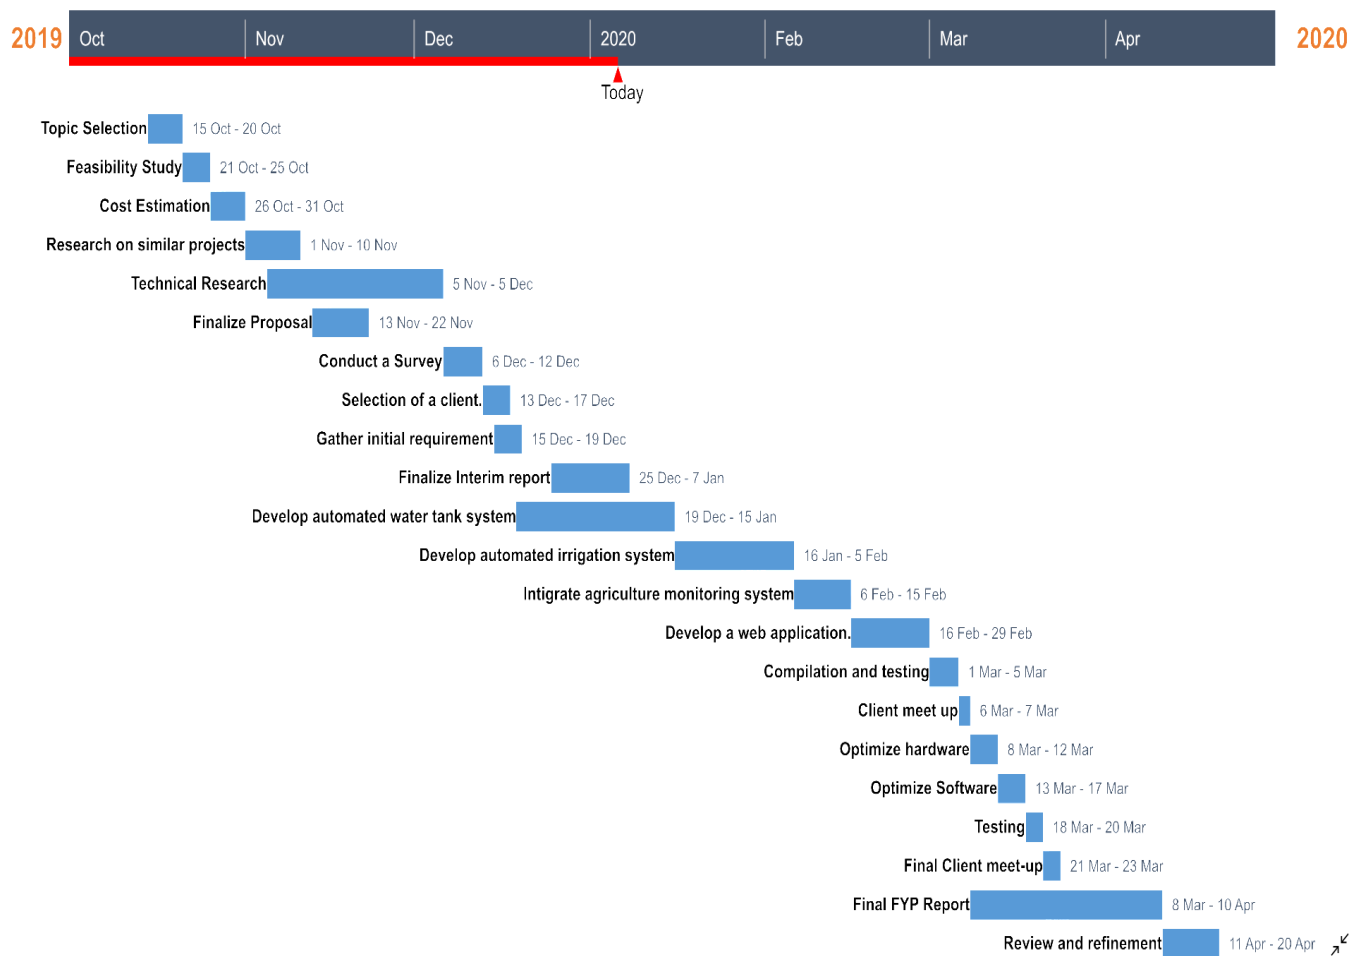 2019 Oct Nov Dec 2020 Feb Mar Apr 2020
Today
Topic Selection 15 Oct - 20 Oct
Feasibility Study 21 Oct - 25 Oct
Cost Estimation 26 Oct - 31 Oct
Research on similar projects 1 Nov - 10 Nov
Technical Research 5 Nov - 5 Dec
Finalize Proposal 13 Nov - 22 Nov
Conduct a Survey 6 Dec - 12 Dec
Selection of a client. 13 Dec - 17 Dec
Gather initial requirement 15 Dec - 19 Dec
Finalize Interim report 25 Dec - 7 Jan
Develop automated water tank system 19 Dec - 15 Jan
Develop automated irrigation system 16 Jan - 5 Feb
Intigrate agriculture monitoring system 6 Feb - 15 Feb
Develop a web application. 16 Feb - 29 Feb
Compilation and testing 1 Mar - 5 Mar
Client meet up 6 Mar - 7 Mar
Optimize hardware 8 Mar - 12 Mar
Optimize Software 13 Mar - 17 Mar
Testing 18 Mar - 20 Mar
Final Client meet-up 21 Mar - 23 Mar
Final FYP Report 8 Mar - 10 Apr
Review and refinement 11 Apr - 20 Apr